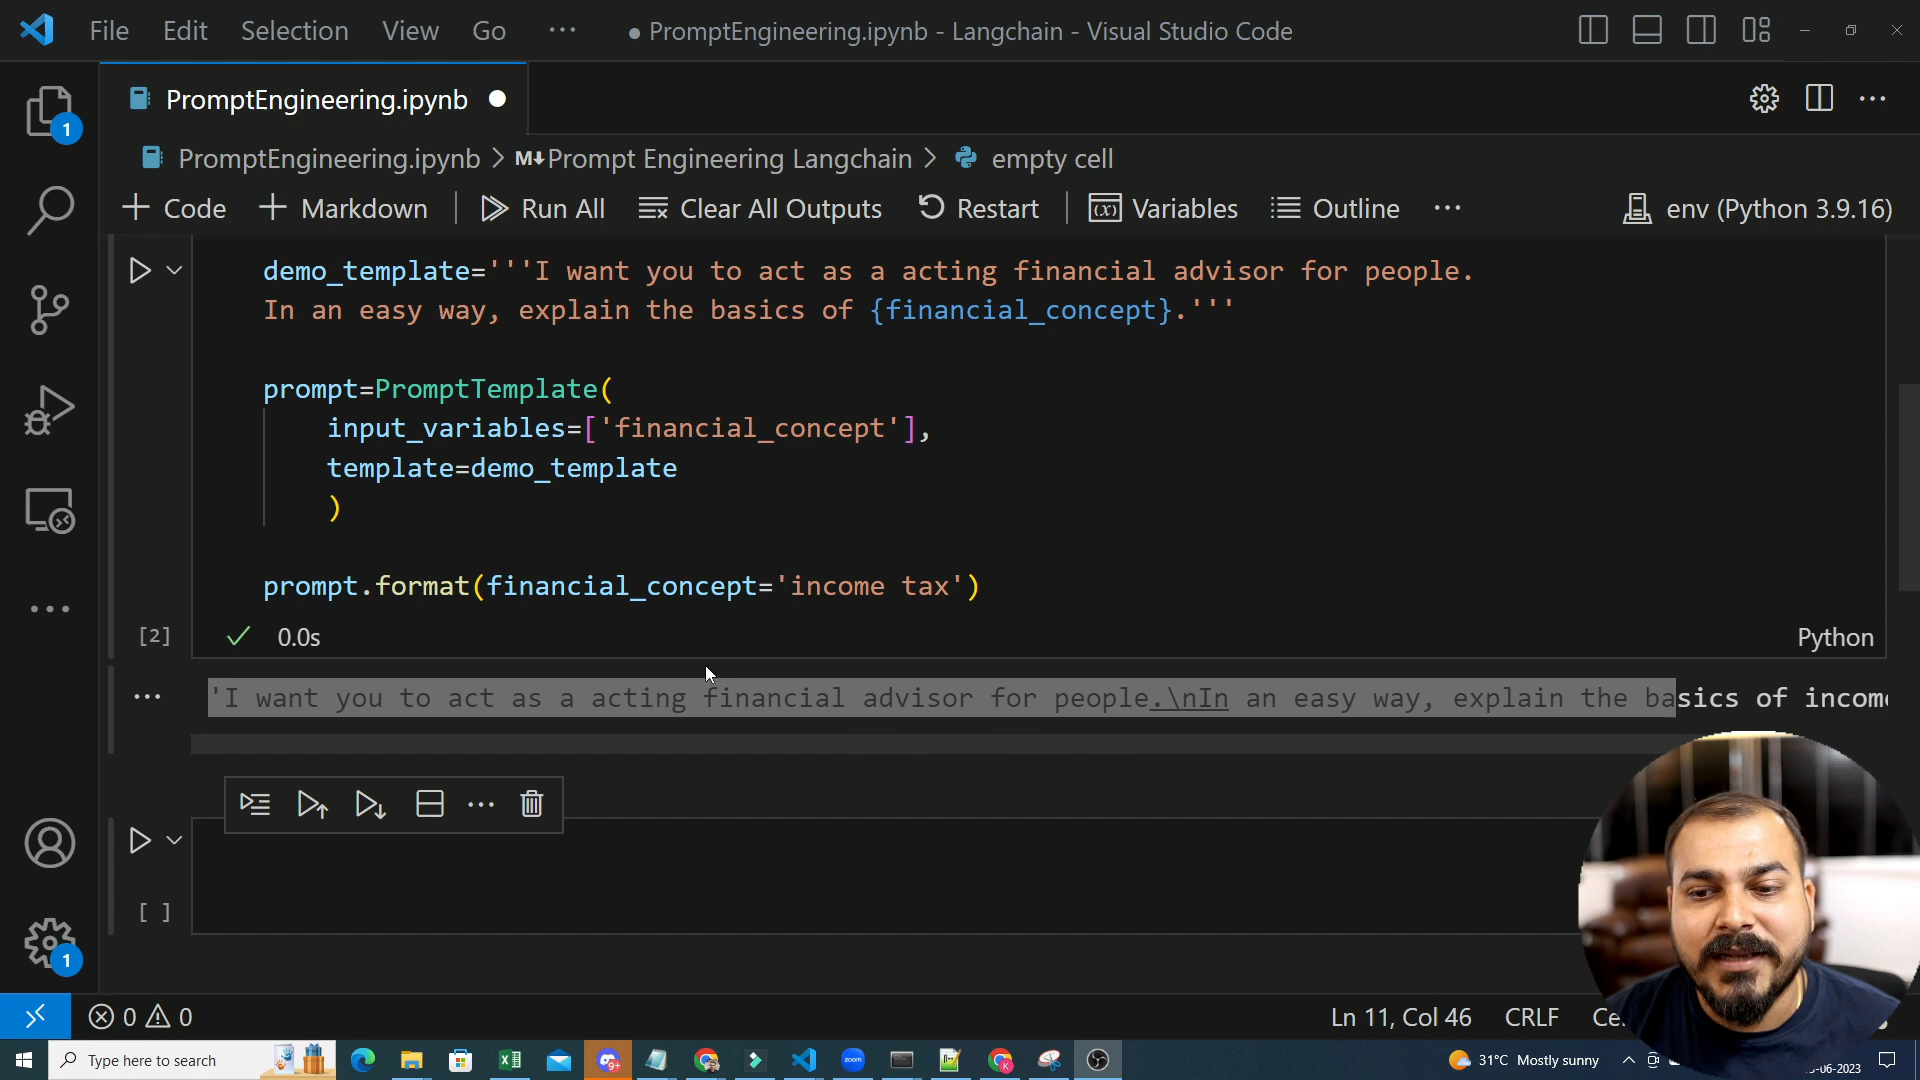 File Edit Selection View Go ··· ● PromptEngineering.ipynb - Langchain - Visual Studio Code
PromptEngineering.ipynb ●
PromptEngineering.ipynb > M↓ Prompt Engineering Langchain > empty cell
+ Code + Markdown | Run All Clear All Outputs Restart | Variables Outline ··· env (Python 3.9.16)
demo_template='''I want you to act as a acting financial advisor for people.
In an easy way, explain the basics of {financial_concept}.'''
prompt=PromptTemplate(
input_variables=['financial_concept'],
template=demo_template
)
prompt.format(financial_concept='income tax')
[2] ✓ 0.0s Python
'I want you to act as a acting financial advisor for people.\nIn an easy way, explain the basics of income
[ ]
1
1
0 0 Ln 11, Col 46 CRLF
Type here to search 31°C Mostly sunny
-06-2023